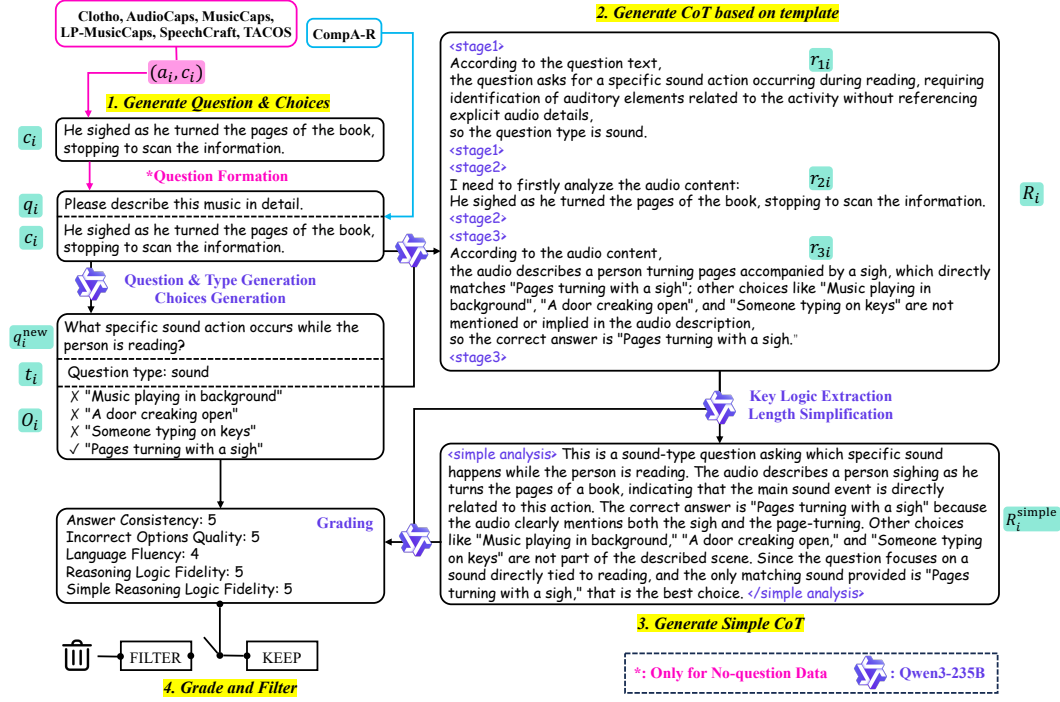 Clotho, AudioCaps, MusicCaps,
LP-MusicCaps, SpeechCraft, TACOS
CompA-R
(a_i, c_i)
1. Generate Question & Choices
c_i
He sighed as he turned the pages of the book,
stopping to scan the information.
*Question Formation
q_i
Please describe this music in detail.
c_i
He sighed as he turned the pages of the book,
stopping to scan the information.
Question & Type Generation
Choices Generation
q_i^new
What specific sound action occurs while the
person is reading?
t_i
Question type: sound
O_i
✗ "Music playing in background"
✗ "A door creaking open"
✗ "Someone typing on keys"
✓ "Pages turning with a sigh"
Answer Consistency: 5
Incorrect Options Quality: 5
Language Fluency: 4
Reasoning Logic Fidelity: 5
Simple Reasoning Logic Fidelity: 5
Grading
FILTER
KEEP
4. Grade and Filter
2. Generate CoT based on template
<stage1>
r_1i
According to the question text,
the question asks for a specific sound action occurring during reading, requiring
identification of auditory elements related to the activity without referencing
explicit audio details,
so the question type is sound.
<stage1>
<stage2>
r_2i
I need to firstly analyze the audio content:
He sighed as he turned the pages of the book, stopping to scan the information.
<stage2>
<stage3>
r_3i
According to the audio content,
the audio describes a person turning pages accompanied by a sigh, which directly
matches "Pages turning with a sigh"; other choices like "Music playing in
background", "A door creaking open", and "Someone typing on keys" are not
mentioned or implied in the audio description,
so the correct answer is "Pages turning with a sigh."
<stage3>
R_i
Key Logic Extraction
Length Simplification
<simple analysis> This is a sound-type question asking which specific sound
happens while the person is reading. The audio describes a person sighing as he
turns the pages of a book, indicating that the main sound event is directly
related to this action. The correct answer is "Pages turning with a sigh" because
the audio clearly mentions both the sigh and the page-turning. Other choices
like "Music playing in background," "A door creaking open," and "Someone typing
on keys" are not part of the described scene. Since the question focuses on a
sound directly tied to reading, and the only matching sound provided is "Pages
turning with a sigh," that is the best choice. </simple analysis>
R_i^simple
3. Generate Simple CoT
*: Only for No-question Data
: Qwen3-235B